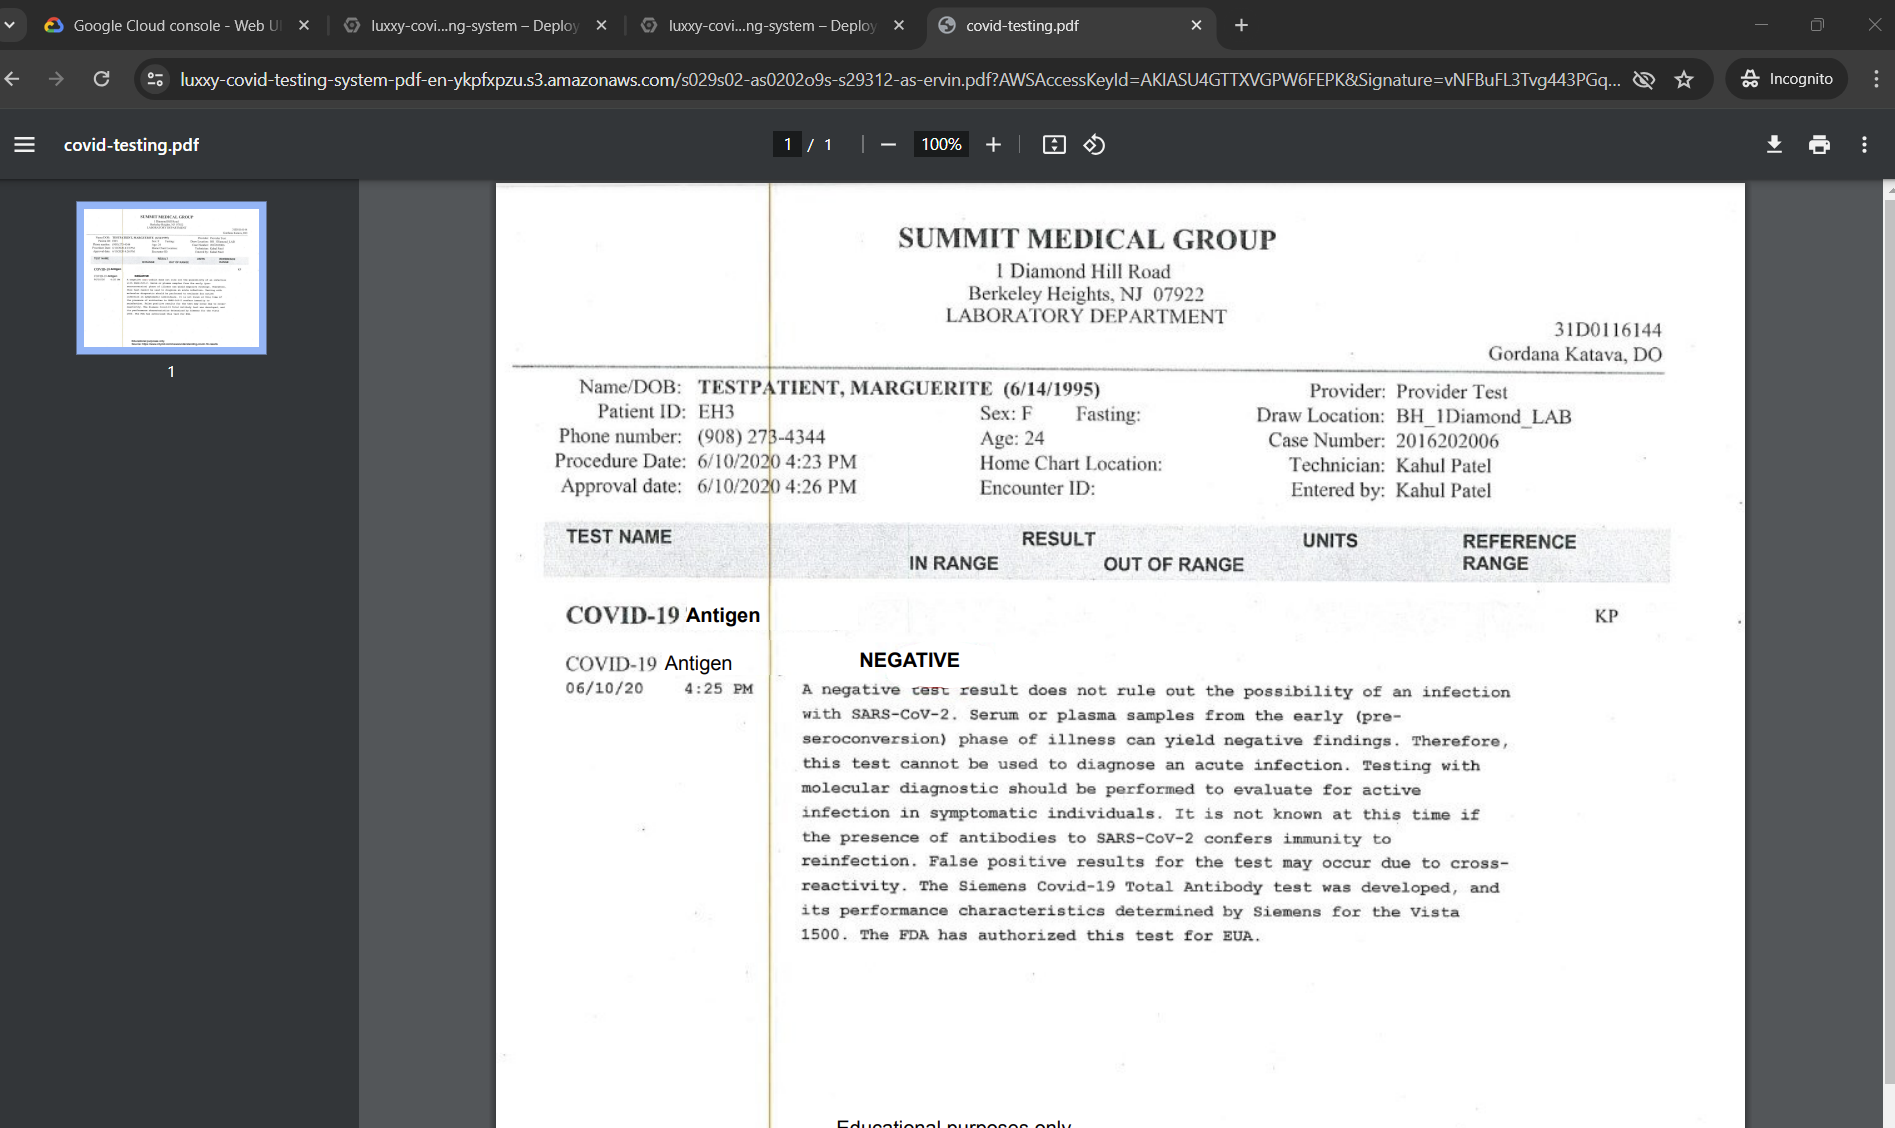 Google Cloud console - Web UI
luxxy-covi...ng-system – Deploy
luxxy-covi...ng-system – Deploy
covid-testing.pdf
luxxy-covid-testing-system-pdf-en-ykpfxpzu.s3.amazonaws.com/s029s02-as0202o9s-s29312-as-ervin.pdf?AWSAccessKeyId=AKIASU4GTTXVGPW6FEPK&Signature=vNFBuFL3Tvg443PGq...
Incognito
covid-testing.pdf
1 / 1
100%
1
SUMMIT MEDICAL GROUP
1 Diamond Hill Road
Berkeley Heights, NJ 07922
LABORATORY DEPARTMENT
31D0116144
Gordana Katava, DO
Name/DOB: TESTPATIENT, MARGUERITE (6/14/1995) Provider: Provider Test
Patient ID: EH3 Sex: F Fasting: Draw Location: BH_1Diamond_LAB
Phone number: (908) 273-4344 Age: 24 Case Number: 2016202006
Procedure Date: 6/10/2020 4:23 PM Home Chart Location: Technician: Kahul Patel
Approval date: 6/10/2020 4:26 PM Encounter ID: Entered by: Kahul Patel
TEST NAME RESULT UNITS REFERENCE
IN RANGE OUT OF RANGE RANGE
COVID-19 Antigen KP
COVID-19 Antigen NEGATIVE
06/10/20 4:25 PM A negative test result does not rule out the possibility of an infection
with SARS-CoV-2. Serum or plasma samples from the early (pre-
seroconversion) phase of illness can yield negative findings. Therefore,
this test cannot be used to diagnose an acute infection. Testing with
molecular diagnostic should be performed to evaluate for active
infection in symptomatic individuals. It is not known at this time if
the presence of antibodies to SARS-CoV-2 confers immunity to
reinfection. False positive results for the test may occur due to cross-
reactivity. The Siemens Covid-19 Total Antibody test was developed, and
its performance characteristics determined by Siemens for the Vista
1500. The FDA has authorized this test for EUA.
Educational purposes only